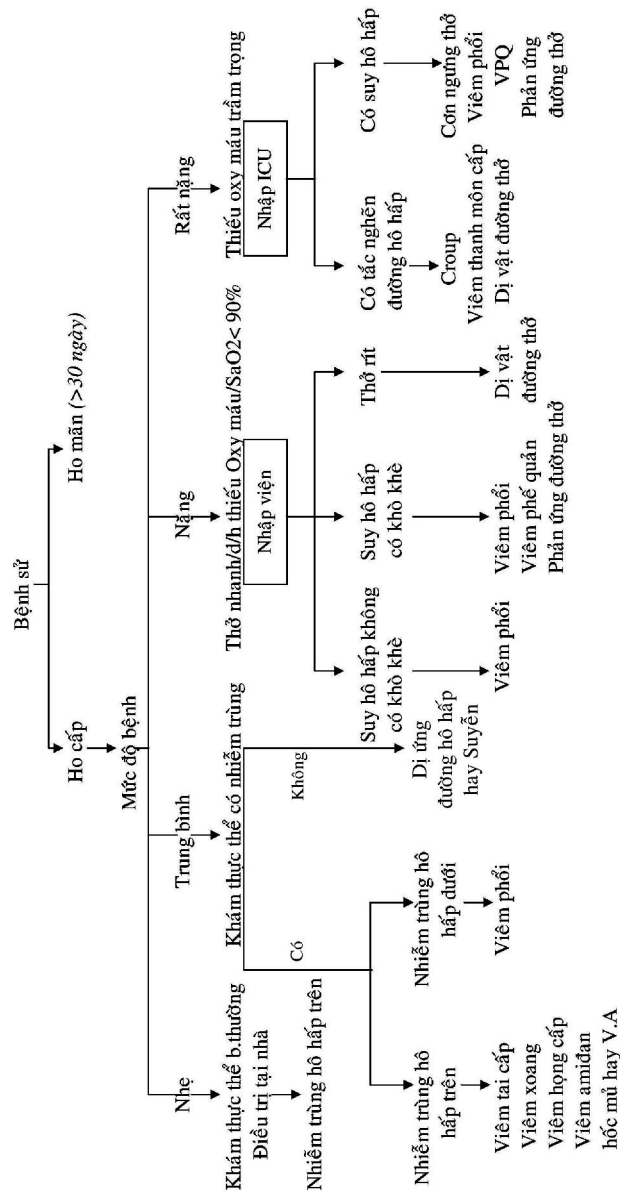 Bệnh sử
Ho cấp
Ho mãn (>30 ngày)
Mức độ bệnh
Nhẹ
Trung bình
Nặng
Rất nặng
Khám thực thể b.thường
Điều trị tại nhà
Nhiễm trùng hô hấp trên
Khám thực thể có nhiễm trùng
Có
Không
Nhiễm trùng hô
hấp trên
Viêm tai cấp
Viêm xoang
Viêm họng cấp
Viêm amiđan
hốc mủ hay V.A
Nhiễm trùng hô
hấp dưới
Viêm phổi
Dị ứng
đường hô hấp
hay Suyễn
Thở nhanh/d/h thiếu Oxy máu/SaO2< 90%
Nhập viện
Suy hô hấp không
có khò khè
Viêm phổi
Suy hô hấp
có khò khè
Viêm phổi
Viêm phế quản
Phản ứng đường thở
Thở rít
Dị vật
đường thở
Thiếu oxy máu trầm trọng
Nhập ICU
Có tắc nghẽn
đường hô hấp
Croup
Viêm thanh môn cấp
Dị vật đường thở
Có suy hô hấp
Cơn ngưng thở
Viêm phổi
VPQ
Phản ứng
đường thở